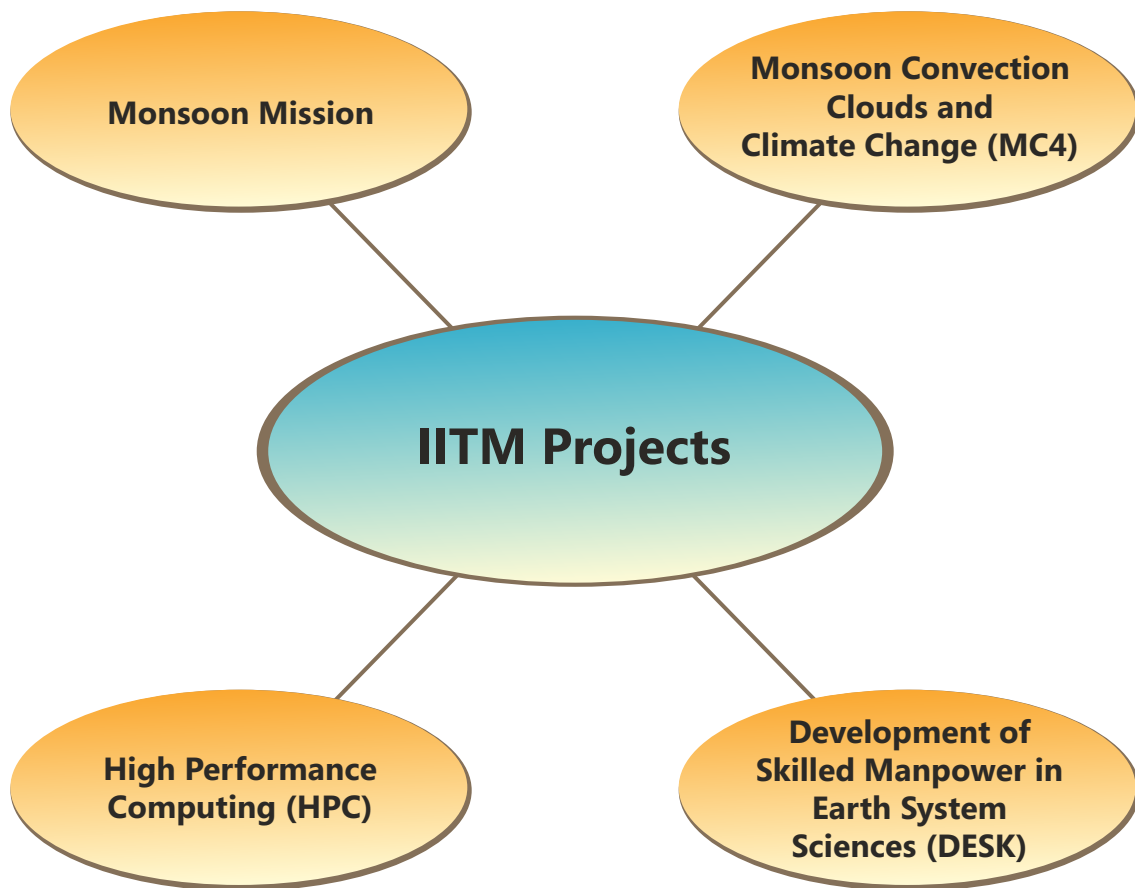 Monsoon Mission
Monsoon Convection
Clouds and
Climate Change (MC4)
IITM Projects
High Performance
Computing (HPC)
Development of
Skilled Manpower in
Earth System
Sciences (DESK)